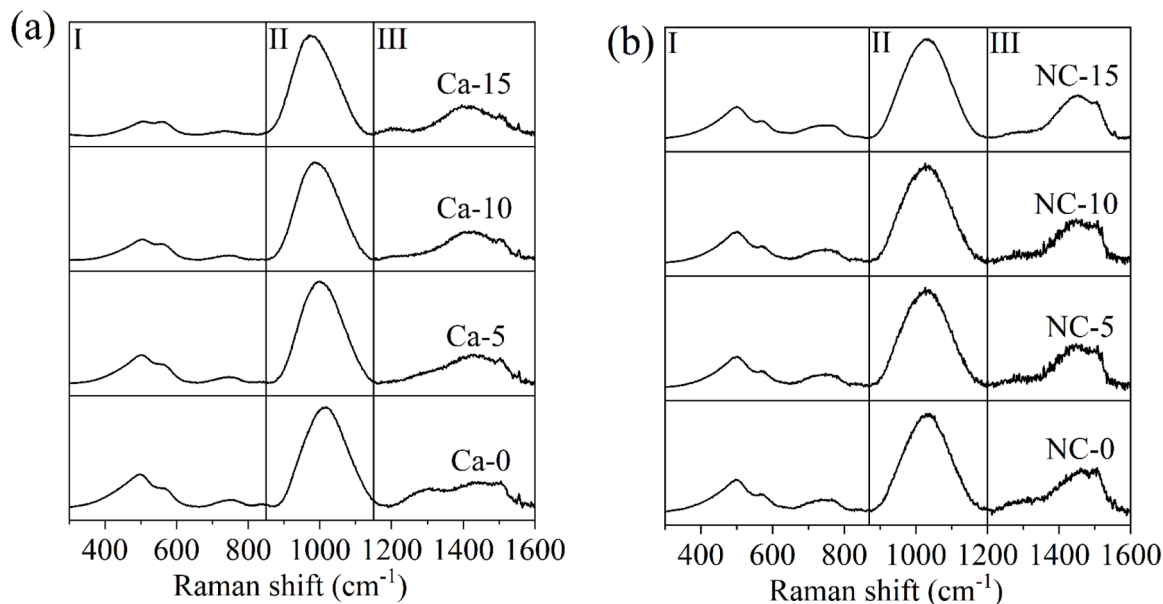 (a)
I II III
Ca-15
Ca-10
Ca-5
Ca-0
400 600 800 1000 1200 1400 1600
Raman shift (cm⁻¹)
(b)
I II III
NC-15
NC-10
NC-5
NC-0
400 600 800 1000 1200 1400 1600
Raman shift (cm⁻¹)